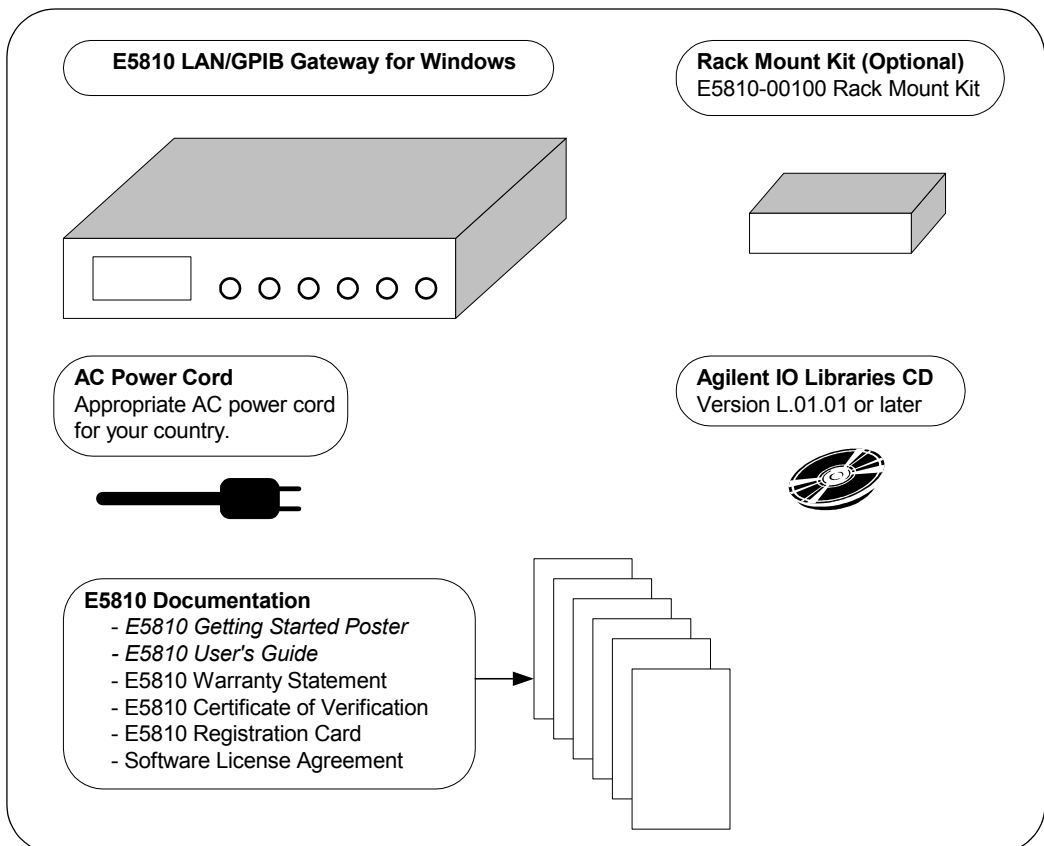 E5810 LAN/GPIB Gateway for Windows
Rack Mount Kit (Optional)
E5810-00100 Rack Mount Kit
AC Power Cord
Appropriate AC power cord
for your country.
Agilent IO Libraries CD
Version L.01.01 or later
E5810 Documentation
- E5810 Getting Started Poster
- E5810 User's Guide
- E5810 Warranty Statement
- E5810 Certificate of Verification
- E5810 Registration Card
- Software License Agreement